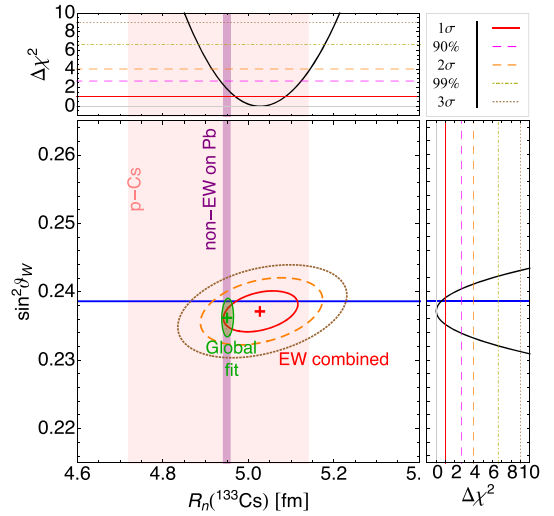 10
8
6
4
2
0
Δχ²
1σ
90%
2σ
99%
3σ
0.26
0.25
0.24
0.23
0.22
sin²ϑW
p−Cs
non−EW on Pb
Global
fit
EW combined
4.6
4.8
5.0
5.2
5.
Rn(¹³³Cs) [fm]
0 2 4 6 8 10
Δχ²